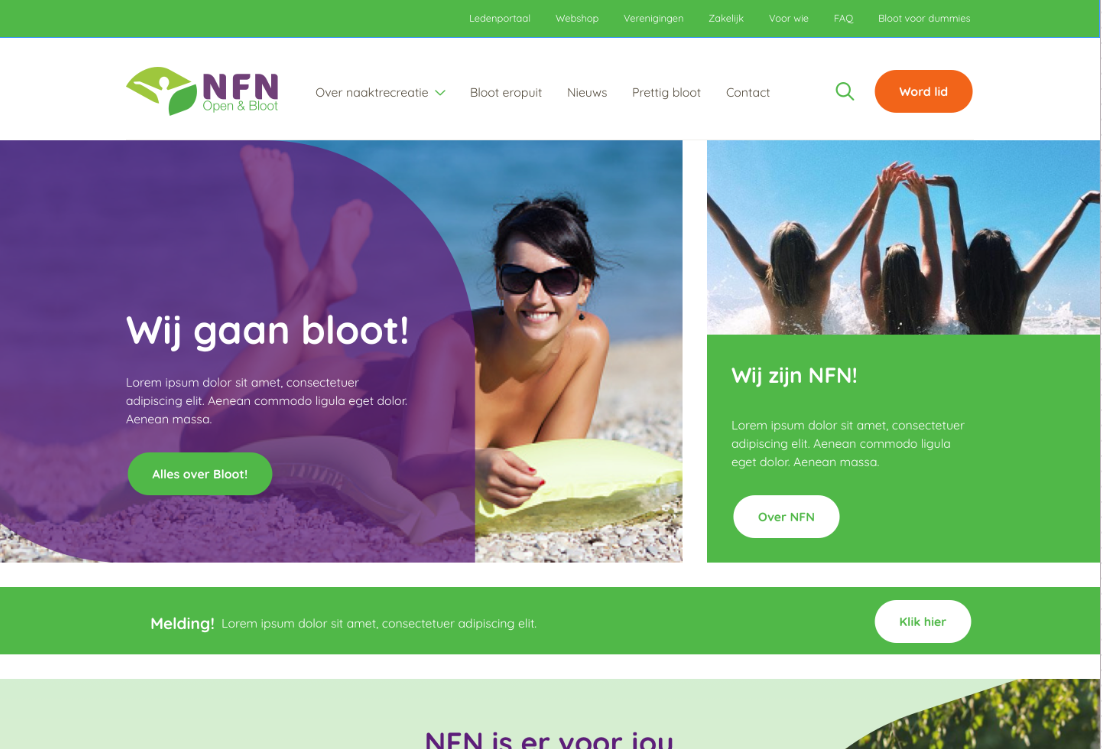 Ledenportaal Webshop Verenigingen Zakelijk Voor wie FAQ Bloot voor dummies
NFN
Open & Bloot
Over naaktrecreatie Bloot eropuit Nieuws Prettig bloot Contact
Word lid
Wij gaan bloot!
Lorem ipsum dolor sit amet, consectetuer
adipiscing elit. Aenean commodo ligula eget dolor.
Aenean massa.
Alles over Bloot!
Wij zijn NFN!
Lorem ipsum dolor sit amet, consectetuer
adipiscing elit. Aenean commodo ligula
eget dolor. Aenean massa.
Over NFN
Melding! Lorem ipsum dolor sit amet, consectetuer adipiscing elit.
Klik hier
NFN is er voor jou